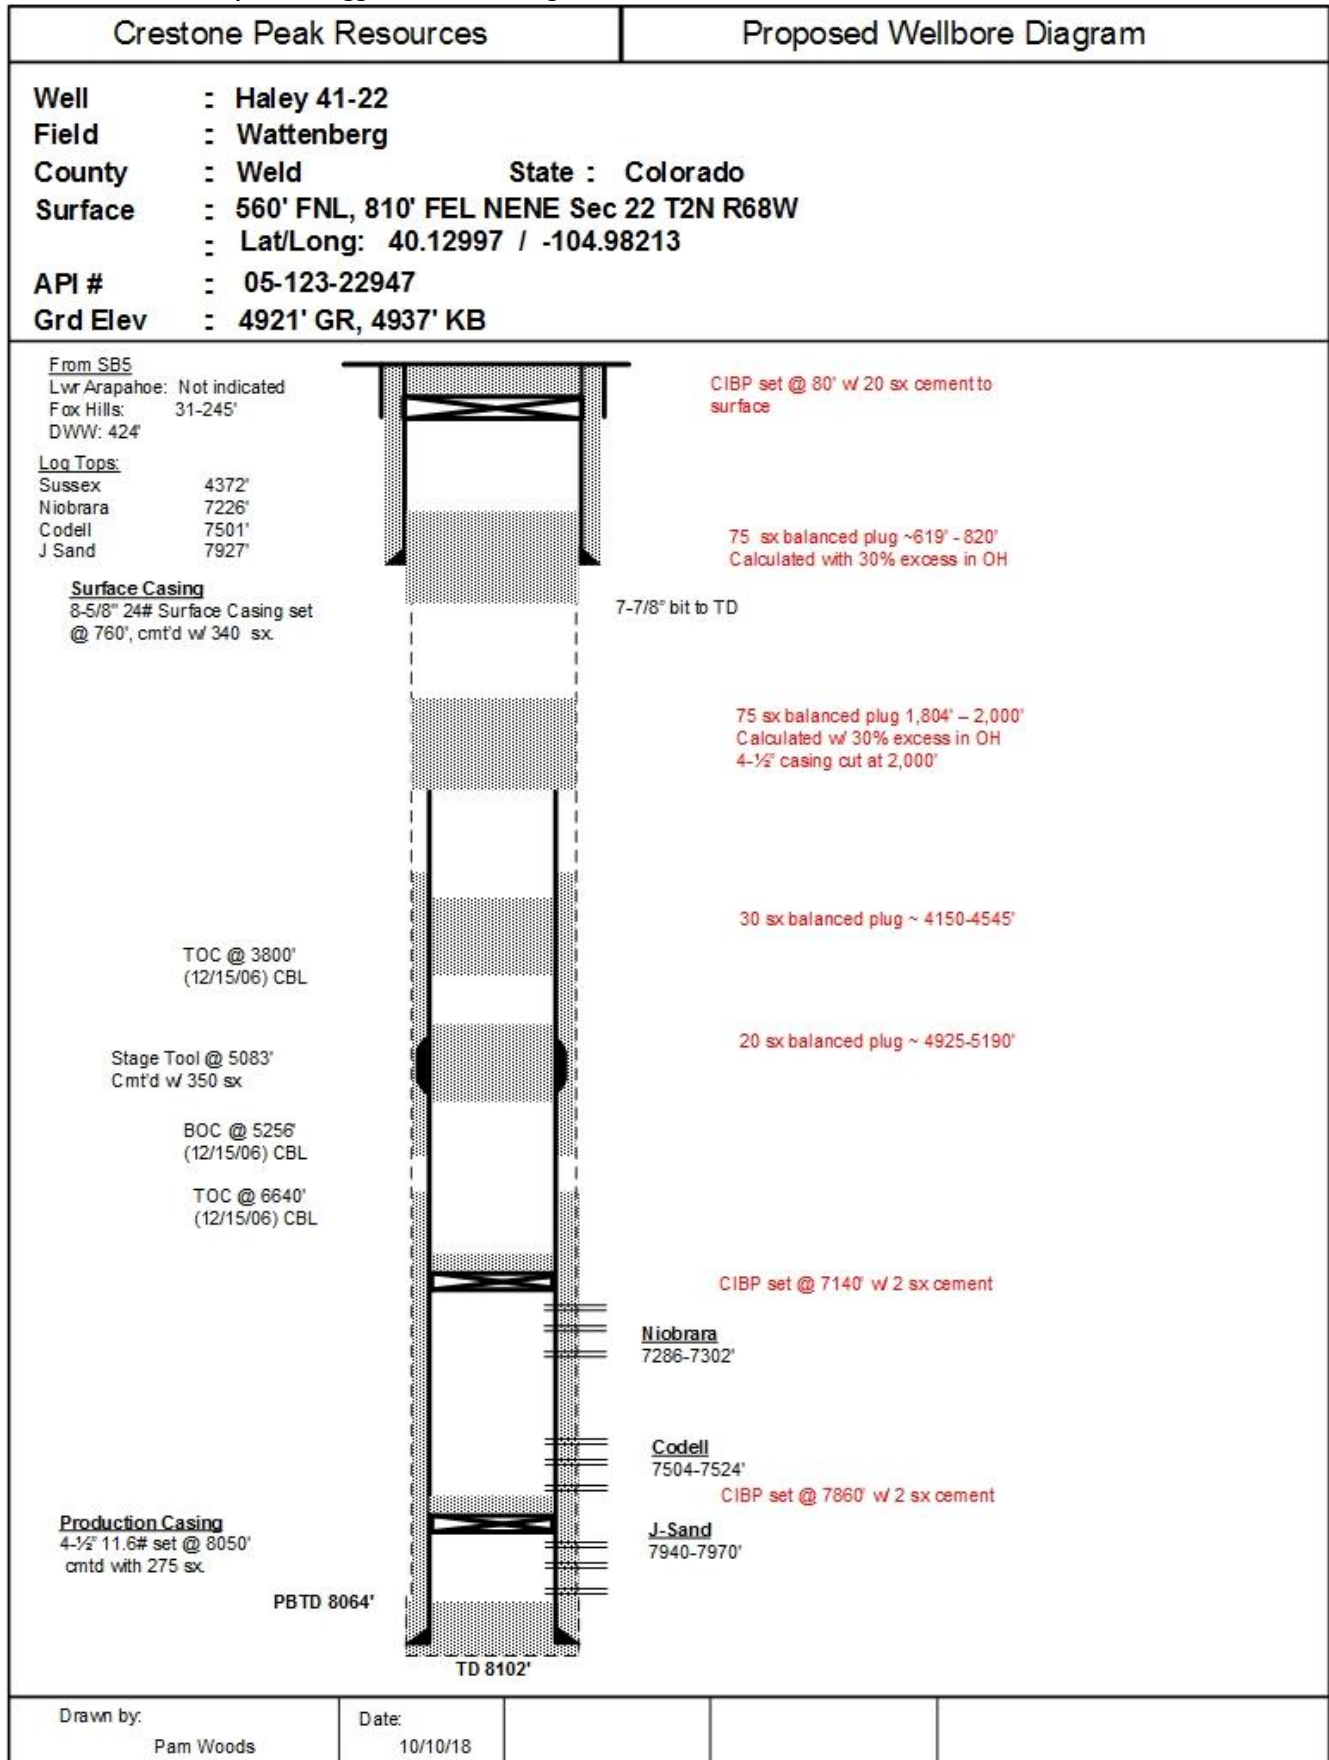 Crestone Peak Resources
Proposed Wellbore Diagram
Well : Haley 41-22
Field : Wattenberg
County : Weld State : Colorado
Surface : 560' FNL, 810' FEL NENE Sec 22 T2N R68W
: Lat/Long: 40.12997 / -104.98213
API # : 05-123-22947
Grd Elev : 4921' GR, 4937' KB
From SB5
Lwr Arapahoe: Not indicated
Fox Hills: 31-245'
DWW: 424'
Log Tops:
Sussex 4372'
Niobrara 7226'
Codell 7501'
J Sand 7927'
Surface Casing
8-5/8" 24# Surface Casing set
@ 760', cmt'd w/ 340 sx.
CIBP set @ 80' w/ 20 sx cement to
surface
75 sx balanced plug ~619' - 820'
Calculated with 30% excess in OH
7-7/8" bit to TD
75 sx balanced plug 1,804' – 2,000'
Calculated w/ 30% excess in OH
4-½" casing cut at 2,000'
30 sx balanced plug ~ 4150-4545'
TOC @ 3800'
(12/15/06) CBL
20 sx balanced plug ~ 4925-5190'
Stage Tool @ 5083'
Cmt'd w/ 350 sx
BOC @ 5256'
(12/15/06) CBL
TOC @ 6640'
(12/15/06) CBL
CIBP set @ 7140' w/ 2 sx cement
Niobrara
7286-7302'
Codell
7504-7524'
CIBP set @ 7860' w/ 2 sx cement
J-Sand
7940-7970'
Production Casing
4-½" 11.6# set @ 8050'
cmtd with 275 sx.
PBTD 8064'
TD 8102'
Drawn by:
Pam Woods
Date:
10/10/18